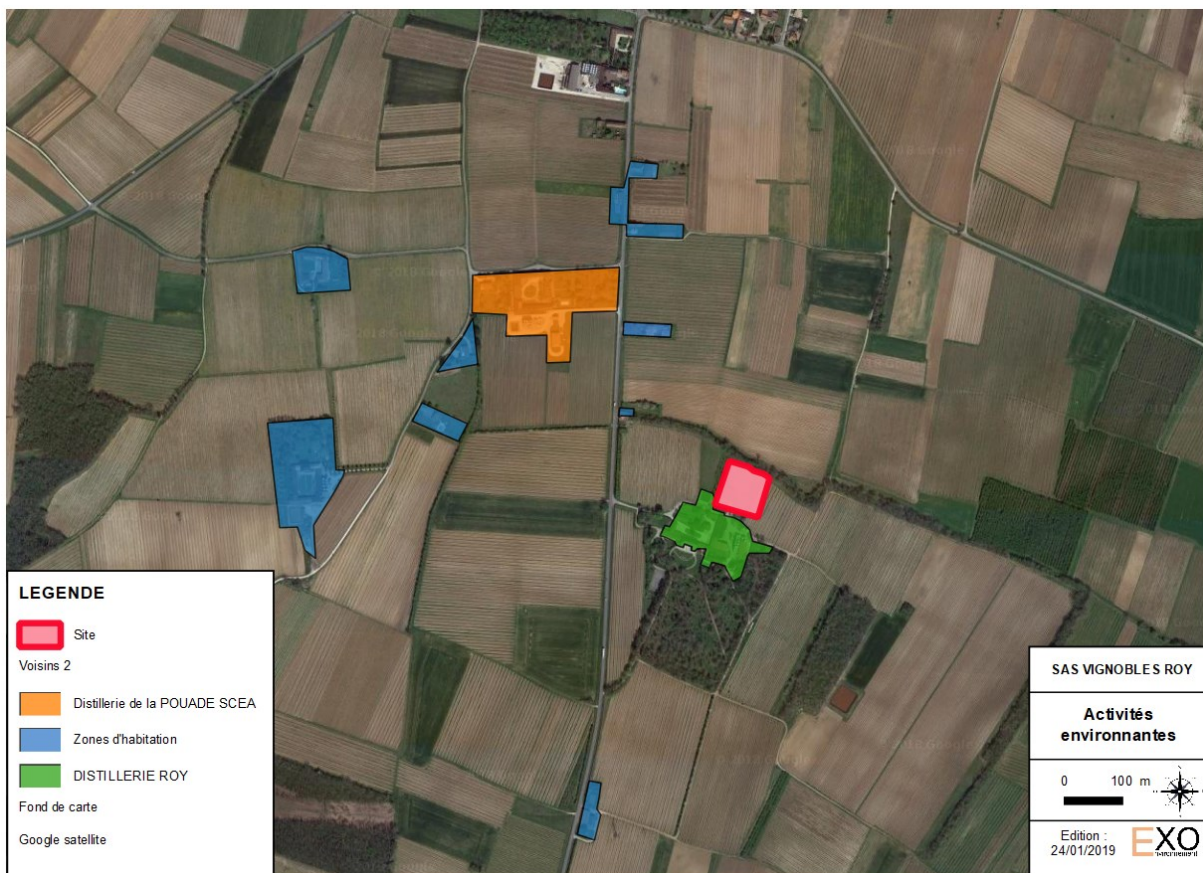 LEGENDE
Site
Voisins 2
Distillerie de la POUADE SCEA
Zones d'habitation
DISTILLERIE ROY
Fond de carte
Google satellite
SAS VIGNOBLES ROY
Activités
environnantes
0 100 m
Edition :
24/01/2019
EXO